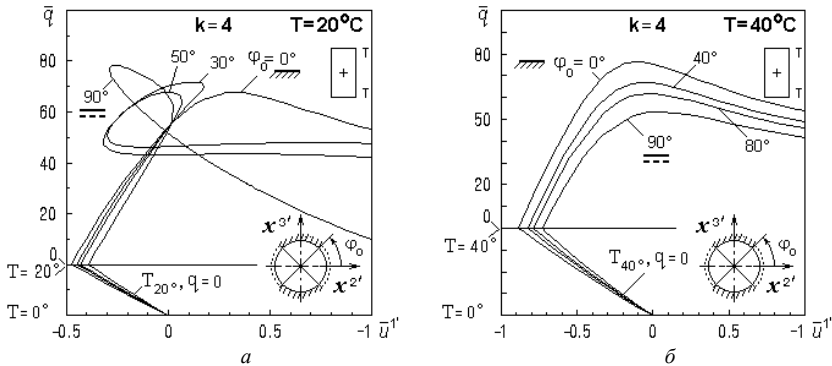 q̄ k=4 T=20°C
80
60
40
20
0
T=20°
T=0°
50° 30° φ₀=0°
90°
T
T
x³'
φ₀
x²'
T₂₀°, q=0
-0.5 0 0.5 -1 ū¹'
а
q̄ k=4 T=40°C
80
50
20
0
T=40°
T=0°
φ₀=0° 40°
90° 80°
T
T
x³'
φ₀
x²'
T₄₀°, q=0
-1 -0.5 0 0.5 -1 ū¹'
б